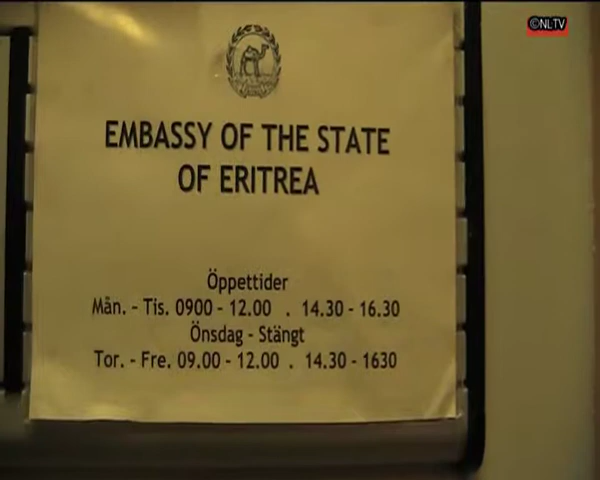 ©NLTV
EMBASSY OF THE STATE
OF ERITREA
Öppettider
Mån. - Tis. 0900 - 12.00 . 14.30 - 16.30
Önsdag - Stängt
Tor. - Fre. 09.00 - 12.00 . 14.30 - 1630